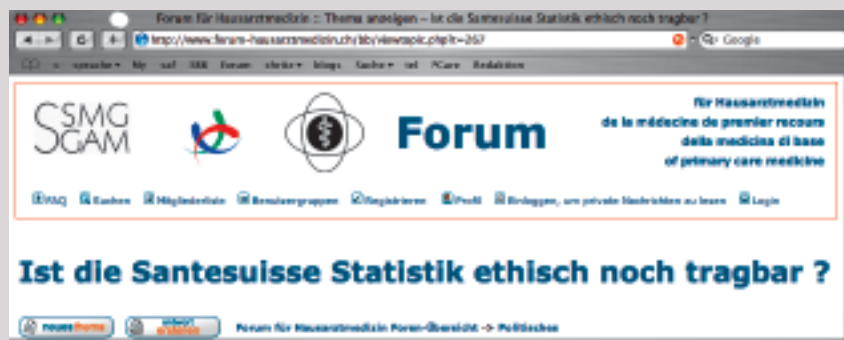 Forum für Hausarztmedizin :: Thema anzeigen – Ist die Santesuisse Statistik ethisch noch tragbar ?
Google
SSMG
SGAM
Forum
für Hausarztmedizin
de la médecine de premier recours
della medicina di base
of primary care medicine
FAQ Suchen Mitgliederliste Benutzergruppen Registrieren Profil Einloggen, um private Nachrichten zu lesen Login
Ist die Santesuisse Statistik ethisch noch tragbar ?
neues thema antwort erstellen Forum für Hausarztmedizin Foren-Übersicht -> Politisches